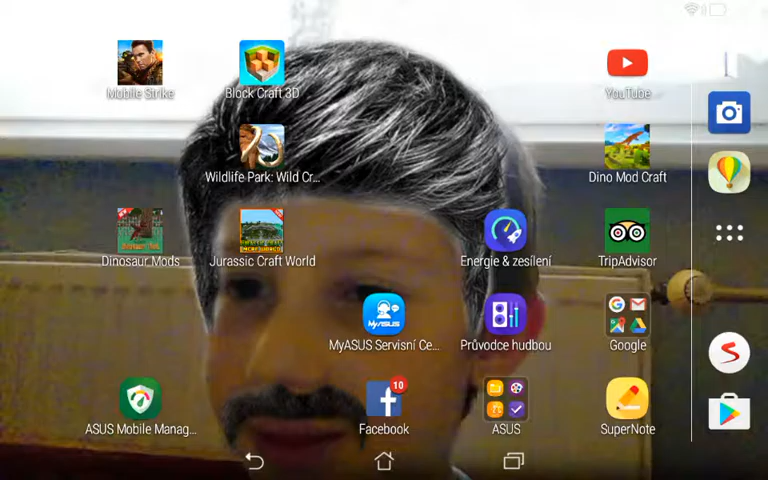 Mobile Strike
Block Craft 3D
YouTube
Wildlife Park: Wild Cr...
Dino Mod Craft
Dinosaur Mods
Jurassic Craft World
Energie & zesílení
TripAdvisor
MyASUS
MyASUS Servisní Ce...
Průvodce hudbou
Google
ASUS Mobile Manag...
10
Facebook
ASUS
SuperNote